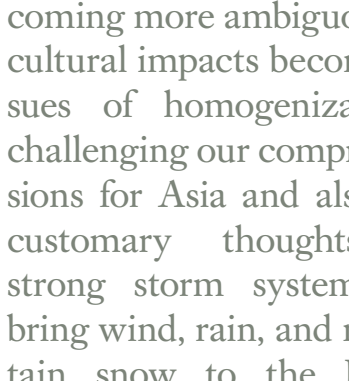 coming more ambiguo
cultural impacts becor
sues of homogeniza
challenging our compr
sions for Asia and als
customary thoughts
strong storm system
bring wind, rain, and r
tain snow to the